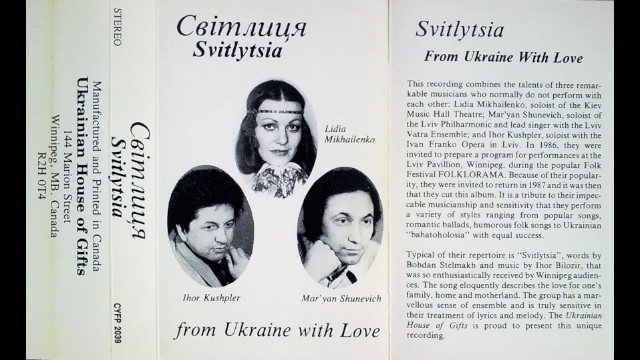 STEREO
Manufactured and Printed in Canada
Ukrainian House of Gifts
144 Marion Street
Winnipeg, MB. Canada
R2H 0T4
Світлиця
Svitlytsia
CYFP 2039
Світлиця
Svitlytsia
Lidia
Mikhailenko
Ihor Kushpler
Mar'yan Shunevich
from Ukraine with Love
Svitlytsia
From Ukraine With Love
This recording combines the talents of three remar-
kable musicians who normally do not perform with
each other: Lidia Mikhailenko, soloist of the Kiev
Music Hall Theatre; Mar'yan Shunevich, soloist of
the Lviv Philharmonic and lead singer with the Lviv
Vatra Ensemble; and Ihor Kushpler, soloist with the
Ivan Franko Opera in Lviv. In 1986, they were
invited to prepare a program for performances at the
Lviv Pavillion, Winnipeg, during the popular Folk
Festival FOLKLORAMA. Because of their popular-
ity, they were invited to return in 1987 and it was then
that they cut this album. It is a tribute to their impec-
cable musicianship and sensitivity that they perform
a variety of styles ranging from popular songs,
romantic ballads, humorous folk songs to Ukrainian
"bahatoholosia" with equal success.
Typical of their repertoire is "Svitlytsia", words by
Bohdan Stelmakh and music by Ihor Bilozir, that
was so enthusiastically received by Winnipeg audien-
ces. The song eloquently describes the love for one's
family, home and motherland. The group has a mar-
vellous sense of ensemble and is truly sensitive in
their treatment of lyrics and melody. The Ukrainian
House of Gifts is proud to present this unique
recording.